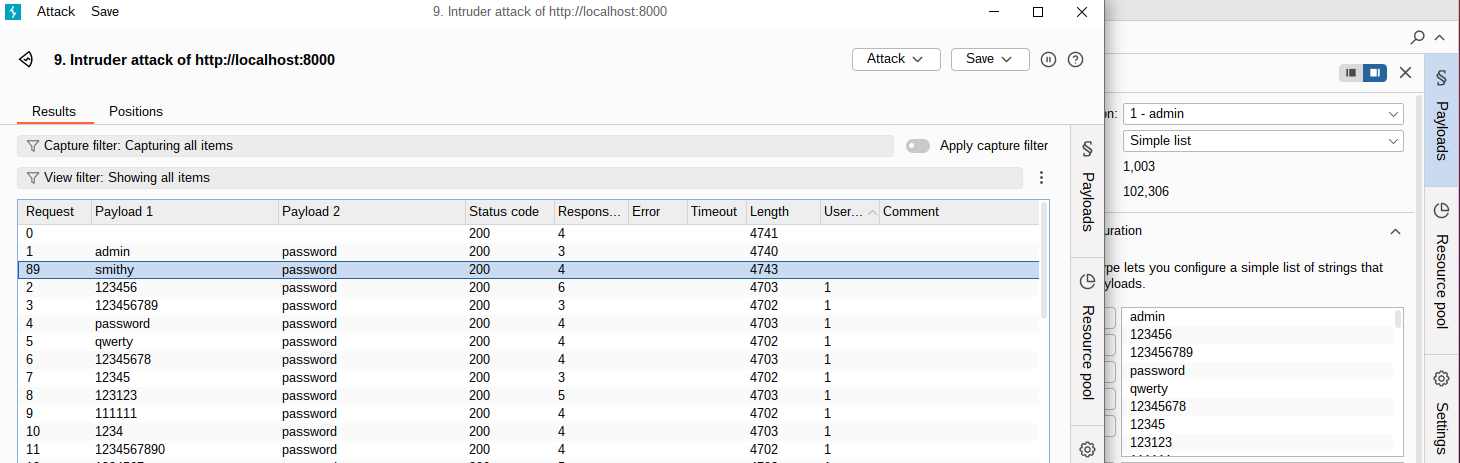 Attack Save 9. Intruder attack of http://localhost:8000
9. Intruder attack of http://localhost:8000 Attack Save
Results Positions
Capture filter: Capturing all items Apply capture filter
View filter: Showing all items
Request Payload 1 Payload 2 Status code Respons... Error Timeout Length User... Comment
0 200 4 4741
1 admin password 200 3 4740
89 smithy password 200 4 4743
2 123456 password 200 6 4703 1
3 123456789 password 200 3 4702 1
4 password password 200 4 4703 1
5 qwerty password 200 4 4702 1
6 12345678 password 200 4 4703 1
7 12345 password 200 3 4702 1
8 123123 password 200 5 4703 1
9 111111 password 200 4 4702 1
10 1234 password 200 4 4703 1
11 1234567890 password 200 4 4702 1
Payloads
Resource pool
on: 1 - admin
Simple list
1,003
102,306
uration
pe lets you configure a simple list of strings that
yloads.
admin
123456
123456789
password
qwerty
12345678
12345
123123
Payloads
Resource pool
Settings